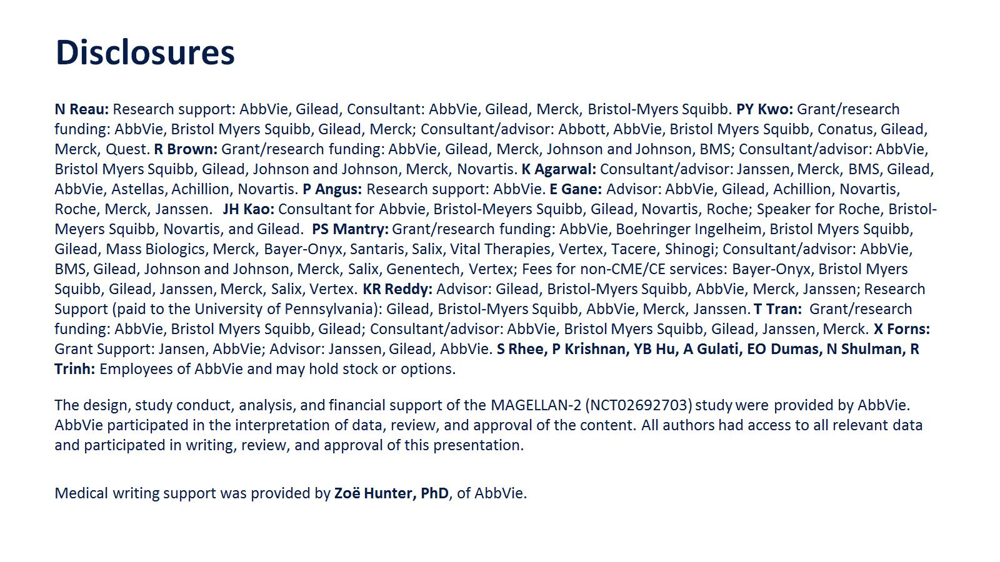 Disclosures
N Reau: Research support: AbbVie, Gilead, Consultant: AbbVie, Gilead, Merck, Bristol-Myers Squibb. PY Kwo: Grant/research
funding: AbbVie, Bristol Myers Squibb, Gilead, Merck; Consultant/advisor: Abbott, AbbVie, Bristol Myers Squibb, Conatus, Gilead,
Merck, Quest. R Brown: Grant/research funding: AbbVie, Gilead, Merck, Johnson and Johnson, BMS; Consultant/advisor: AbbVie,
Bristol Myers Squibb, Gilead, Johnson and Johnson, Merck, Novartis. K Agarwal: Consultant/advisor: Janssen, Merck, BMS, Gilead,
AbbVie, Astellas, Achillion, Novartis. P Angus: Research support: AbbVie. E Gane: Advisor: AbbVie, Gilead, Achillion, Novartis,
Roche, Merck, Janssen. JH Kao: Consultant for Abbvie, Bristol-Meyers Squibb, Gilead, Novartis, Roche; Speaker for Roche, Bristol-
Meyers Squibb, Novartis, and Gilead. PS Mantry: Grant/research funding: AbbVie, Boehringer Ingelheim, Bristol Myers Squibb,
Gilead, Mass Biologics, Merck, Bayer-Onyx, Santaris, Salix, Vital Therapies, Vertex, Tacere, Shinogi; Consultant/advisor: AbbVie,
BMS, Gilead, Johnson and Johnson, Merck, Salix, Genentech, Vertex; Fees for non-CME/CE services: Bayer-Onyx, Bristol Myers
Squibb, Gilead, Janssen, Merck, Salix, Vertex. KR Reddy: Advisor: Gilead, Bristol-Myers Squibb, AbbVie, Merck, Janssen; Research
Support (paid to the University of Pennsylvania): Gilead, Bristol-Myers Squibb, AbbVie, Merck, Janssen. T Tran: Grant/research
funding: AbbVie, Bristol Myers Squibb, Gilead; Consultant/advisor: AbbVie, Bristol Myers Squibb, Gilead, Janssen, Merck. X Forns:
Grant Support: Jansen, AbbVie; Advisor: Janssen, Gilead, AbbVie. S Rhee, P Krishnan, YB Hu, A Gulati, EO Dumas, N Shulman, R
Trinh: Employees of AbbVie and may hold stock or options.
The design, study conduct, analysis, and financial support of the MAGELLAN-2 (NCT02692703) study were provided by AbbVie.
AbbVie participated in the interpretation of data, review, and approval of the content. All authors had access to all relevant data
and participated in writing, review, and approval of this presentation.
Medical writing support was provided by Zoë Hunter, PhD, of AbbVie.